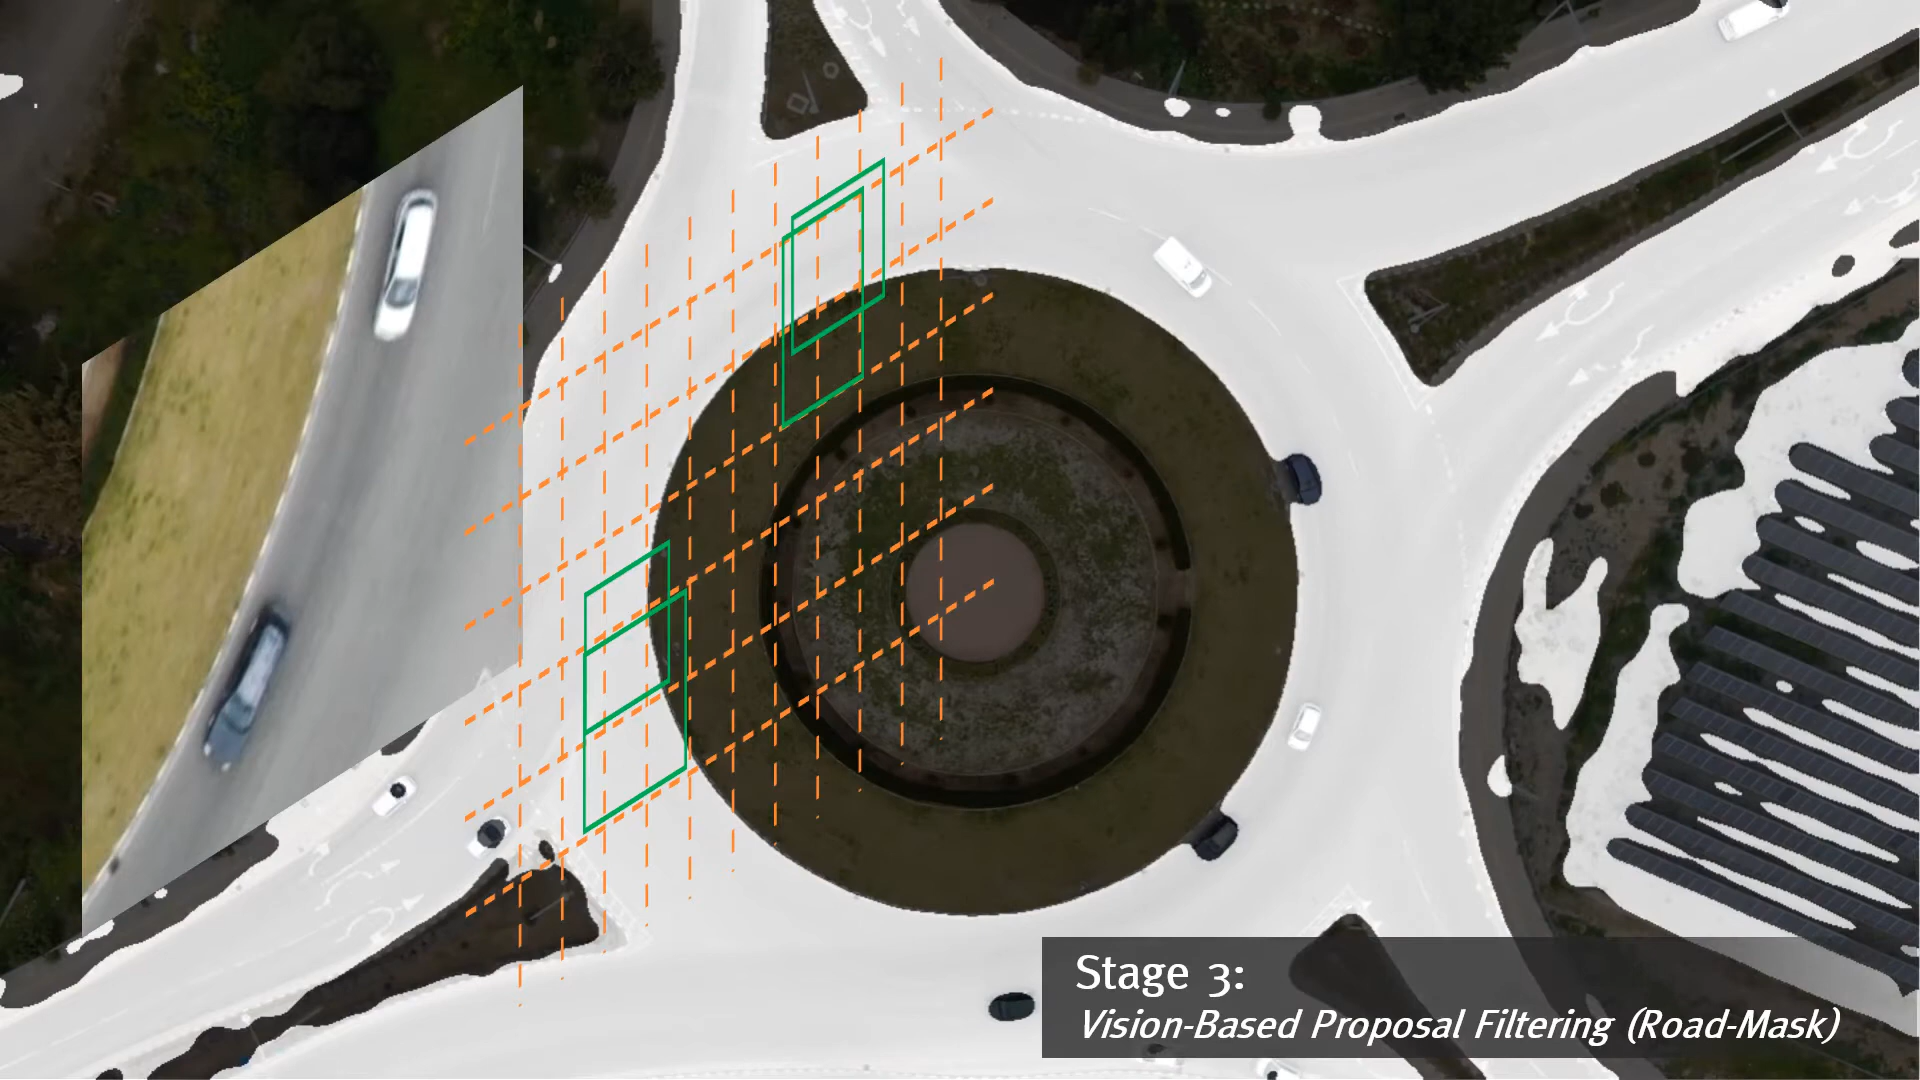 Stage 3:
Vision-Based Proposal Filtering (Road-Mask)